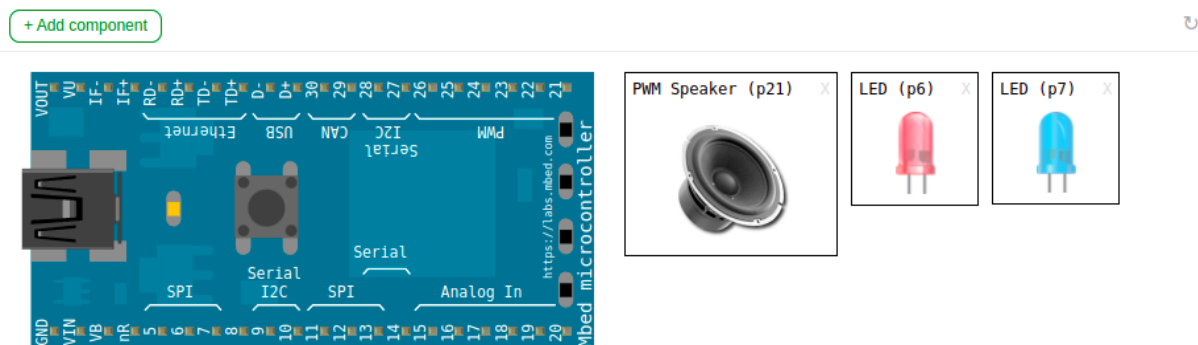 + Add component
VOUT VU IF- IF+ RD- RD+ TD- TD+ D- D+ 30 29 28 27 26 25 24 23 22 21
Ethernet USB CAN I2C PWM
Serial
PWM Speaker (p21) X
LED (p6) X
LED (p7) X
https://labs.mbed.com
Mbed microcontroller
Serial
Serial
SPI I2C SPI Analog In
GND VIN VB nR 5 6 7 8 9 10 11 12 13 14 15 16 17 18 19 20